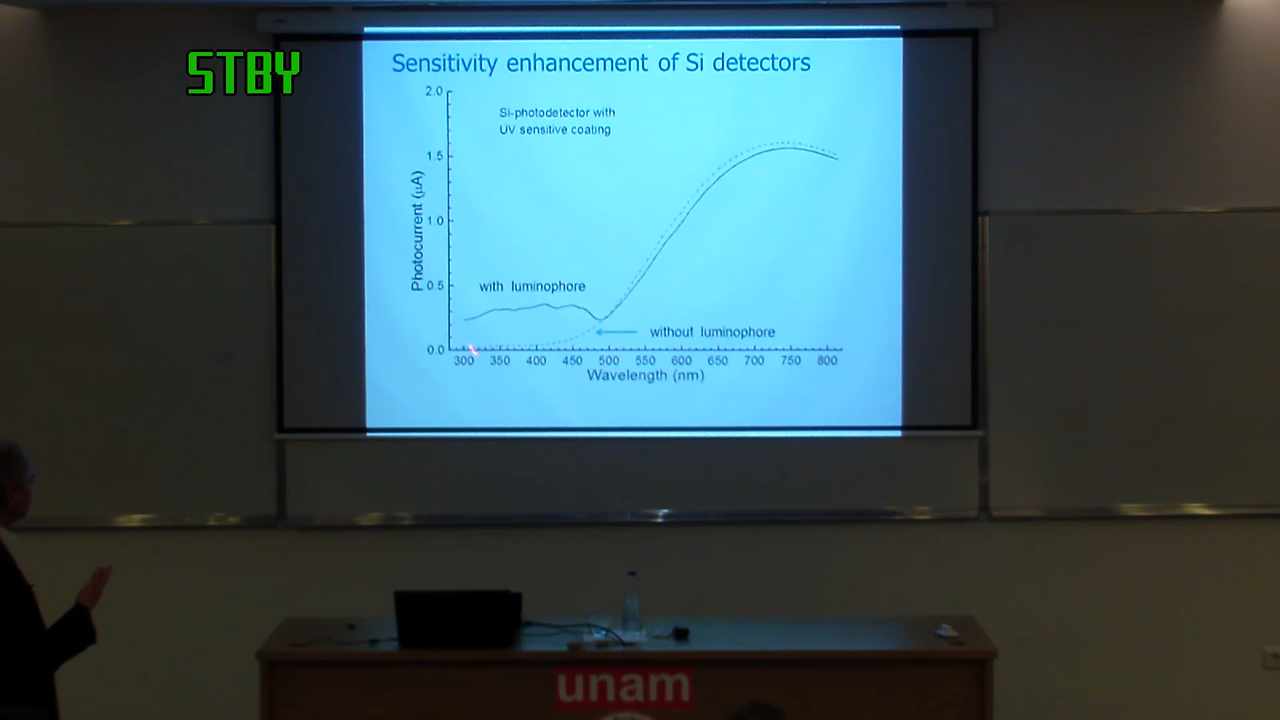 STBY
Sensitivity enhancement of Si detectors
Si-photodetector with
UV sensitive coating
Photocurrent (µA)
2.0
1.5
1.0
0.5
0.0
with luminophore
without luminophore
300 350 400 450 500 550 600 650 700 750 800
Wavelength (nm)
unam